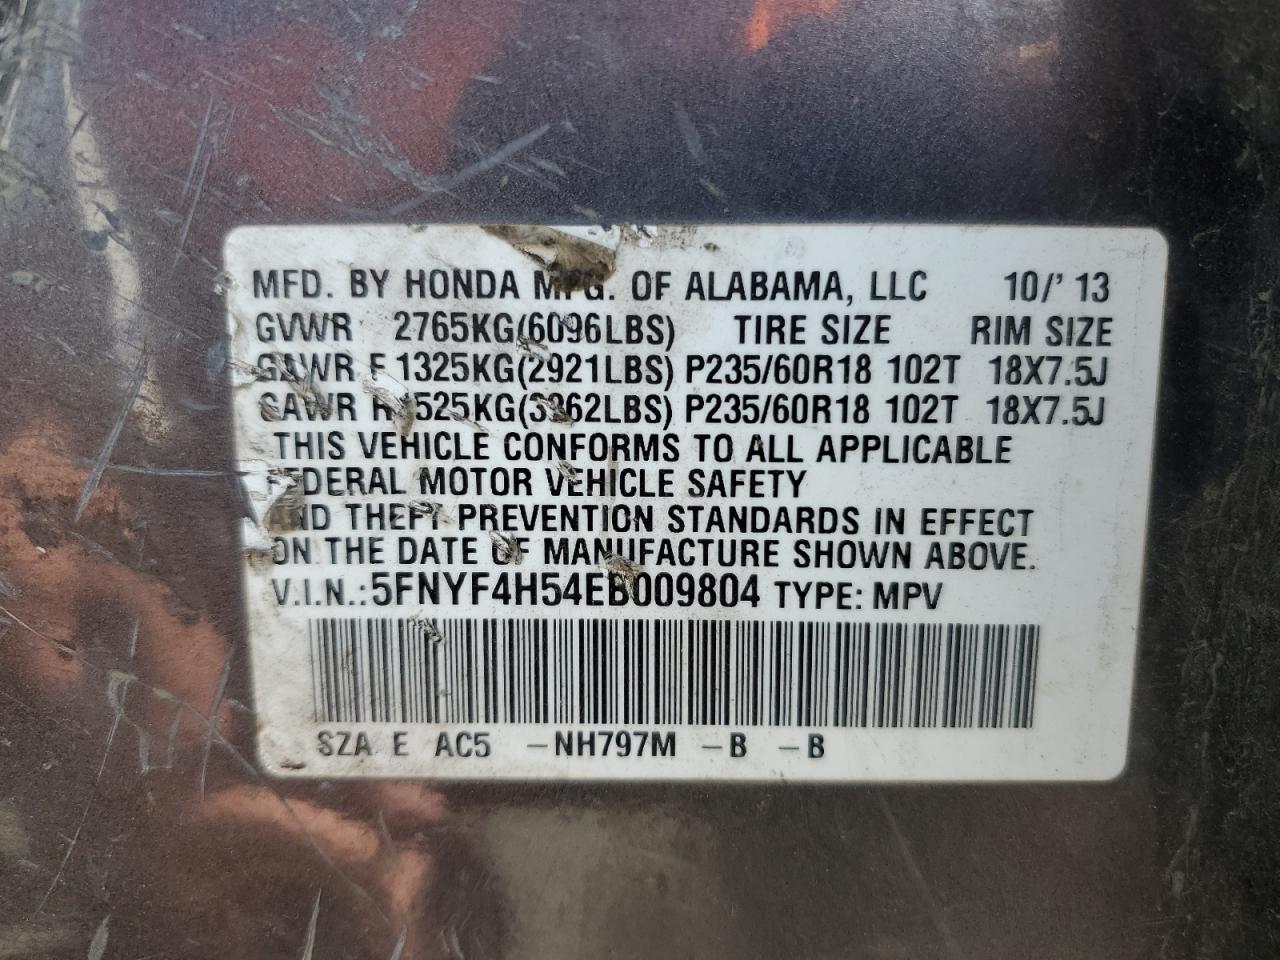 MFD. BY HONDA MFG. OF ALABAMA, LLC 10/' 13
GVWR 2765KG(6096LBS) TIRE SIZE RIM SIZE
GAWR F 1325KG(2921LBS) P235/60R18 102T 18X7.5J
GAWR R 1525KG(3362LBS) P235/60R18 102T 18X7.5J
THIS VEHICLE CONFORMS TO ALL APPLICABLE
FEDERAL MOTOR VEHICLE SAFETY
AND THEFT PREVENTION STANDARDS IN EFFECT
ON THE DATE OF MANUFACTURE SHOWN ABOVE.
V.I.N.:5FNYF4H54EB009804 TYPE: MPV
SZA E AC5 -NH797M -B -B